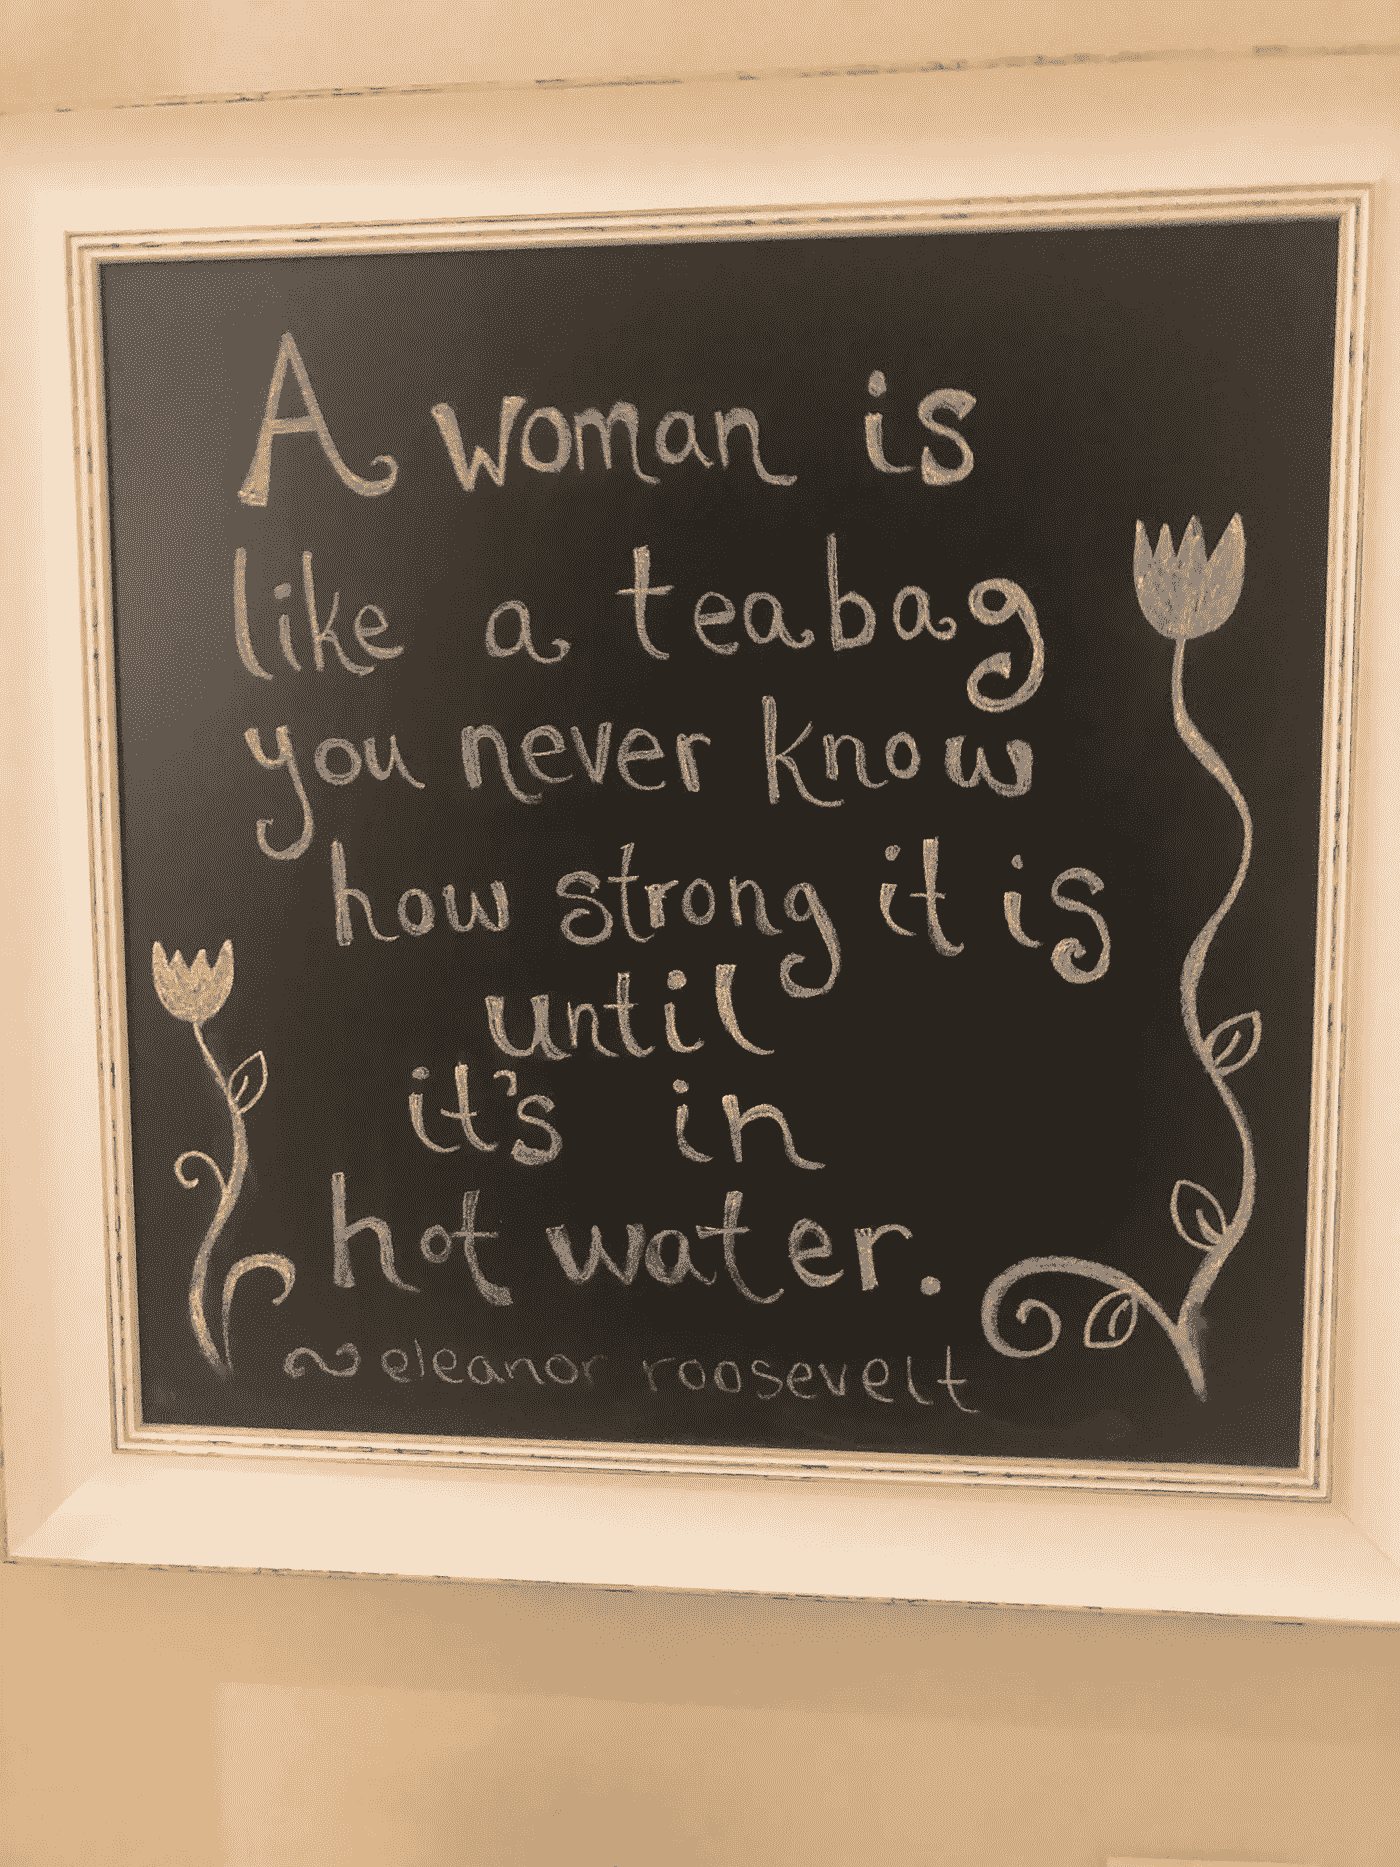 A woman is
like a teabag
you never know
how strong it is
until
it's in
hot water.
~ eleanor roosevelt